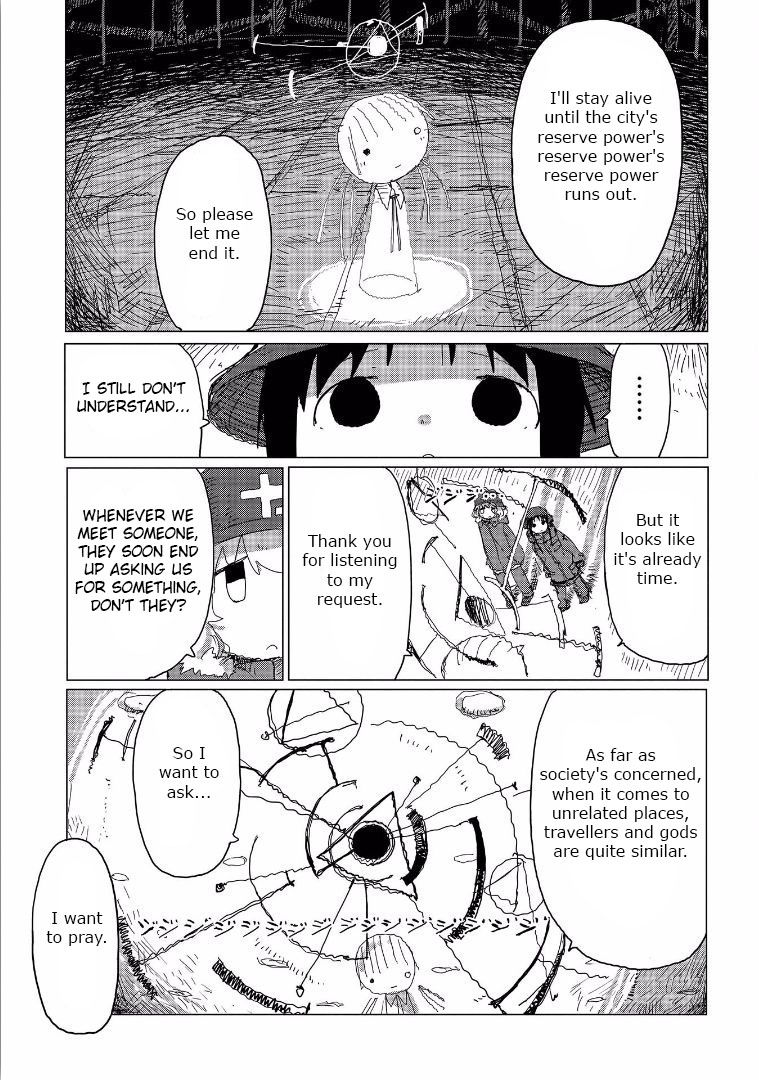 I'll stay alive
until the city's
reserve power's
reserve power's
reserve power
runs out.
So please
let me
end it.
......
I STILL DON'T
UNDERSTAND...
But it
looks like
it's already
time.
Thank you
for listening
to my
request.
WHENEVER WE
MEET SOMEONE,
THEY SOON END
UP ASKING US
FOR SOMETHING,
DON'T THEY?
As far as
society's concerned,
when it comes to
unrelated places,
travellers and gods
are quite similar.
So I
want to
ask...
I want
to pray.